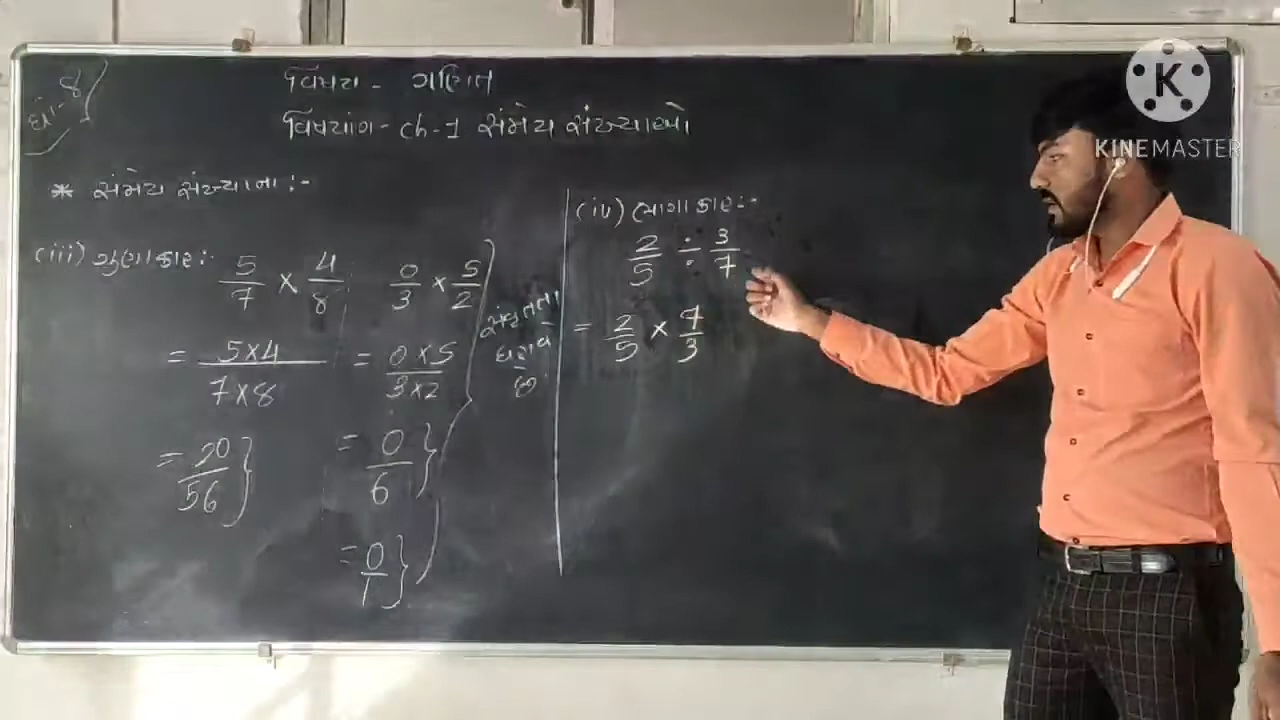 ધો-8
વિષય - ગણિત
વિષયાંગ - ch-1 સંમેય સંખ્યાઓ
* સંમેય સંખ્યાના :-
(iii) ગુણાકાર :-
5/7 × 4/8
= 5×4 / 7×8
= 20/56 }
0/3 × 5/2
= 0×5 / 3×2
= 0/6 }
= 0/1 }
સંવૃતતા
ધરાવે
છે
(iv) ભાગાકાર :-
2/5 ÷ 3/7
= 2/5 × 7/3
K
KINEMASTER